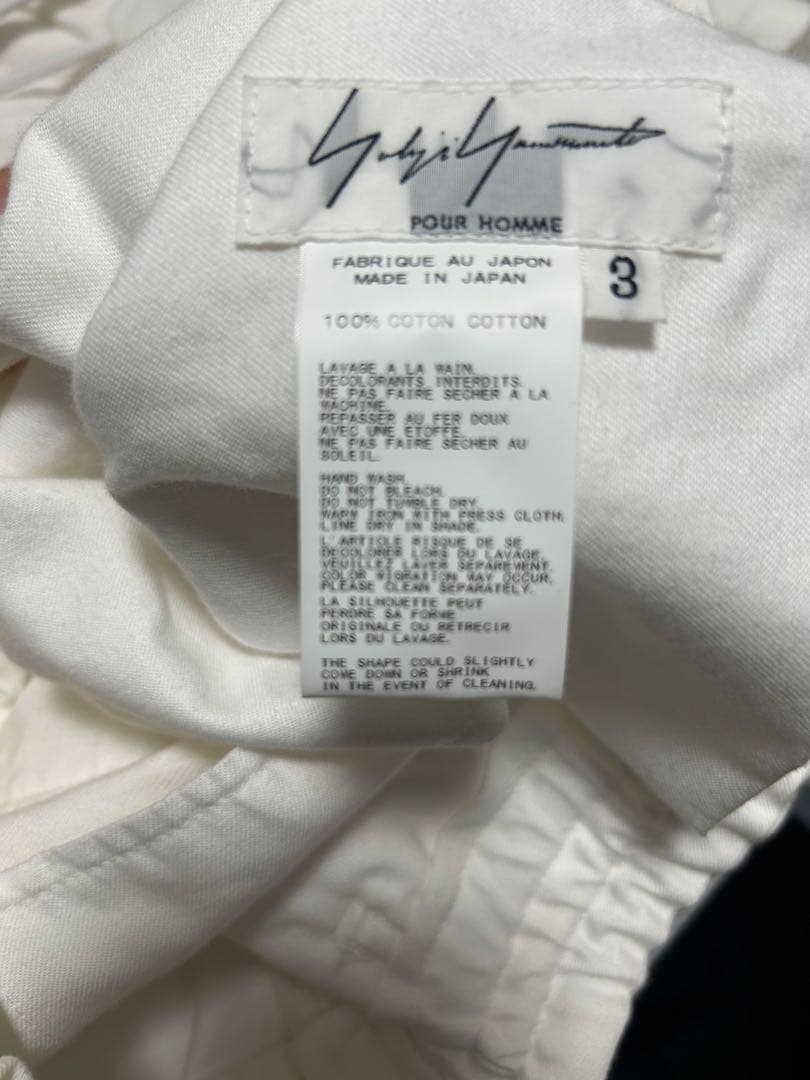 Yohji Yamamoto
POUR HOMME
3
FABRIQUE AU JAPON
MADE IN JAPAN
100% COTON COTTON
LAVAGE A LA MAIN.
DECOLORANTS INTERDITS.
NE PAS FAIRE SECHER A LA
MACHINE.
REPASSER AU FER DOUX
AVEC UNE ETOFFE.
NE PAS FAIRE SECHER AU
SOLEIL.
HAND WASH.
DO NOT BLEACH.
DO NOT TUMBLE DRY.
WARM IRON WITH PRESS CLOTH.
LINE DRY IN SHADE.
L'ARTICLE RISQUE DE SE
DECOLORER LORS DU LAVAGE.
VEUILLEZ LAVER SEPAREMENT.
COLOR MIGRATION MAY OCCUR.
PLEASE CLEAN SEPARATELY.
LA SILHOUETTE PEUT
PERDRE SA FORME
ORIGINALE OU RETRECIR
LORS DU LAVAGE.
THE SHAPE COULD SLIGHTLY
COME DOWN OR SHRINK
IN THE EVENT OF CLEANING.